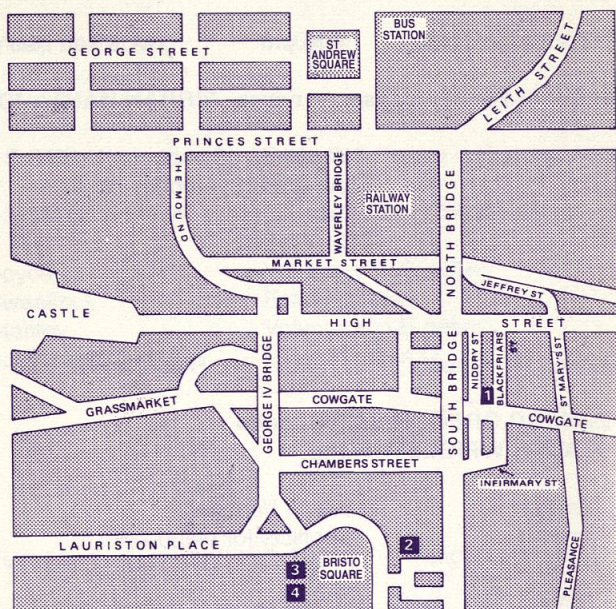 GEORGE STREET
ST
ANDREW
SQUARE
BUS
STATION
LEITH STREET
PRINCES STREET
THE MOUND
WAVERLEY BRIDGE
RAILWAY
STATION
NORTH BRIDGE
MARKET STREET
JEFFREY ST
CASTLE
HIGH STREET
GEORGE IV BRIDGE
SOUTH BRIDGE
NIDDRY ST
BLACKFRIARS
ST MARY'S ST
1
GRASSMARKET
COWGATE
COWGATE
CHAMBERS STREET
INFIRMARY ST
LAURISTON PLACE
2
3
BRISTO
SQUARE
4
PLEASANCE